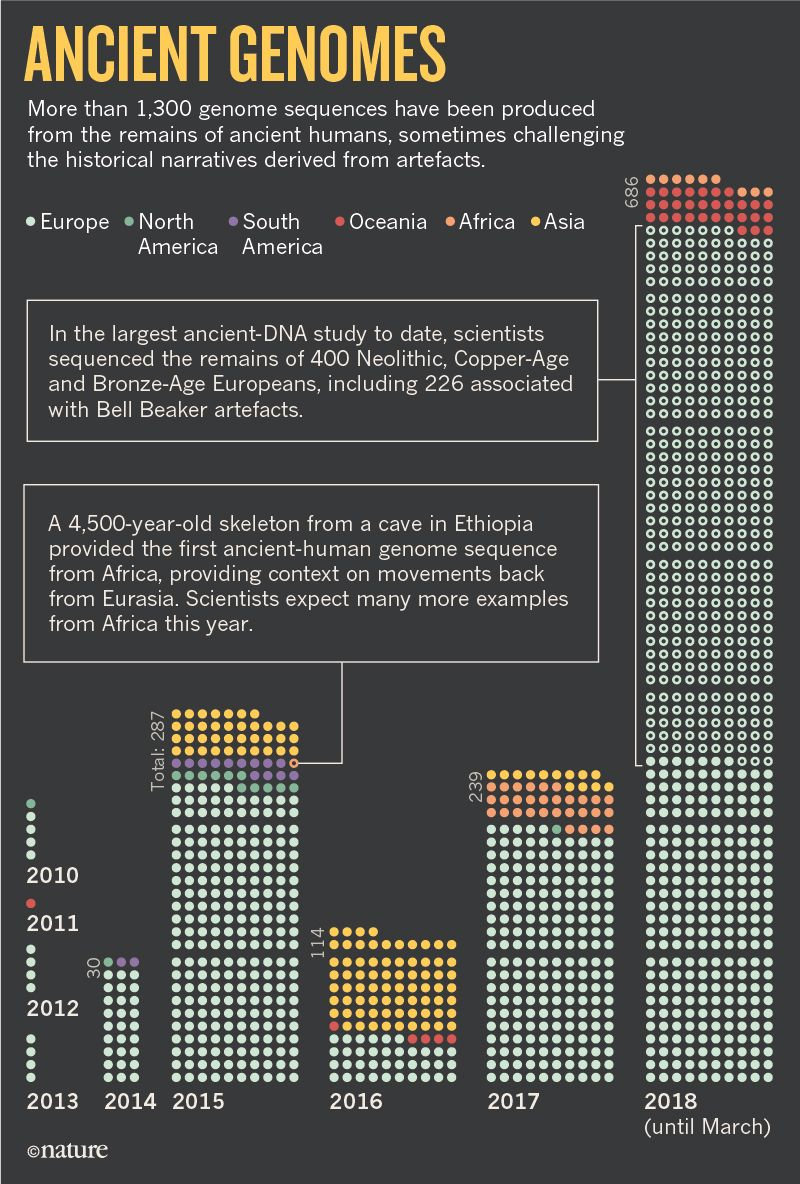 ANCIENT GENOMES
More than 1,300 genome sequences have been produced
from the remains of ancient humans, sometimes challenging
the historical narratives derived from artefacts.
Europe
North
America
South
America
Oceania
Africa
Asia
686
In the largest ancient-DNA study to date, scientists
sequenced the remains of 400 Neolithic, Copper-Age
and Bronze-Age Europeans, including 226 associated
with Bell Beaker artefacts.
A 4,500-year-old skeleton from a cave in Ethiopia
provided the first ancient-human genome sequence
from Africa, providing context on movements back
from Eurasia. Scientists expect many more examples
from Africa this year.
Total: 287
239
114
30
2010
2011
2012
2013
2014
2015
2016
2017
2018
(until March)
©nature